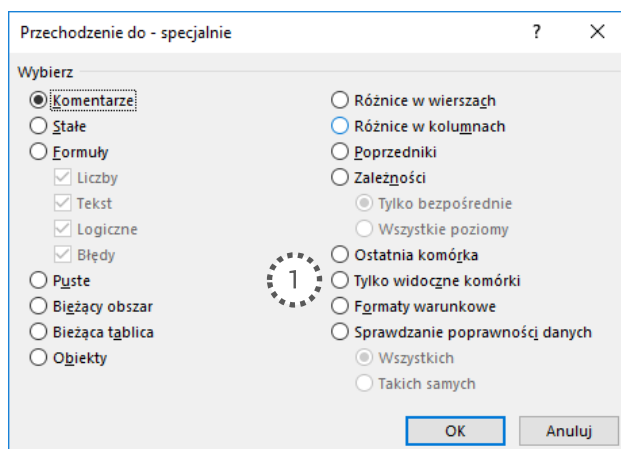 Przechodzenie do - specjalnie
?
Wybierz
Komentarze
Stałe
Formuły
Liczby
Tekst
Logiczne
Błędy
Puste
Bieżący obszar
Bieżąca tablica
Obiekty
Różnice w wierszach
Różnice w kolumnach
Poprzedniki
Zależności
Tylko bezpośrednie
Wszystkie poziomy
Ostatnia komórka
1
Tylko widoczne komórki
Formaty warunkowe
Sprawdzanie poprawności danych
Wszystkich
Takich samych
OK
Anuluj